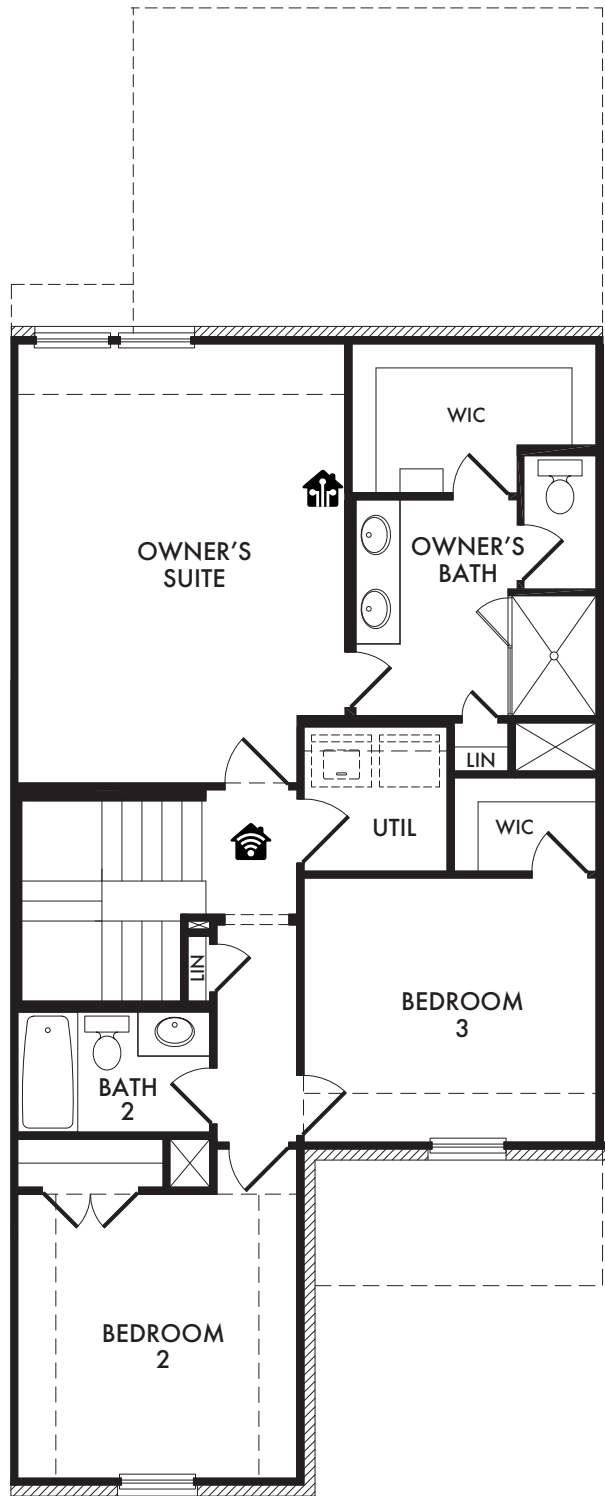 WIC
OWNER'S
SUITE
OWNER'S
BATH
LIN
UTIL
WIC
LIN
BEDROOM
3
BATH
2
BEDROOM
2